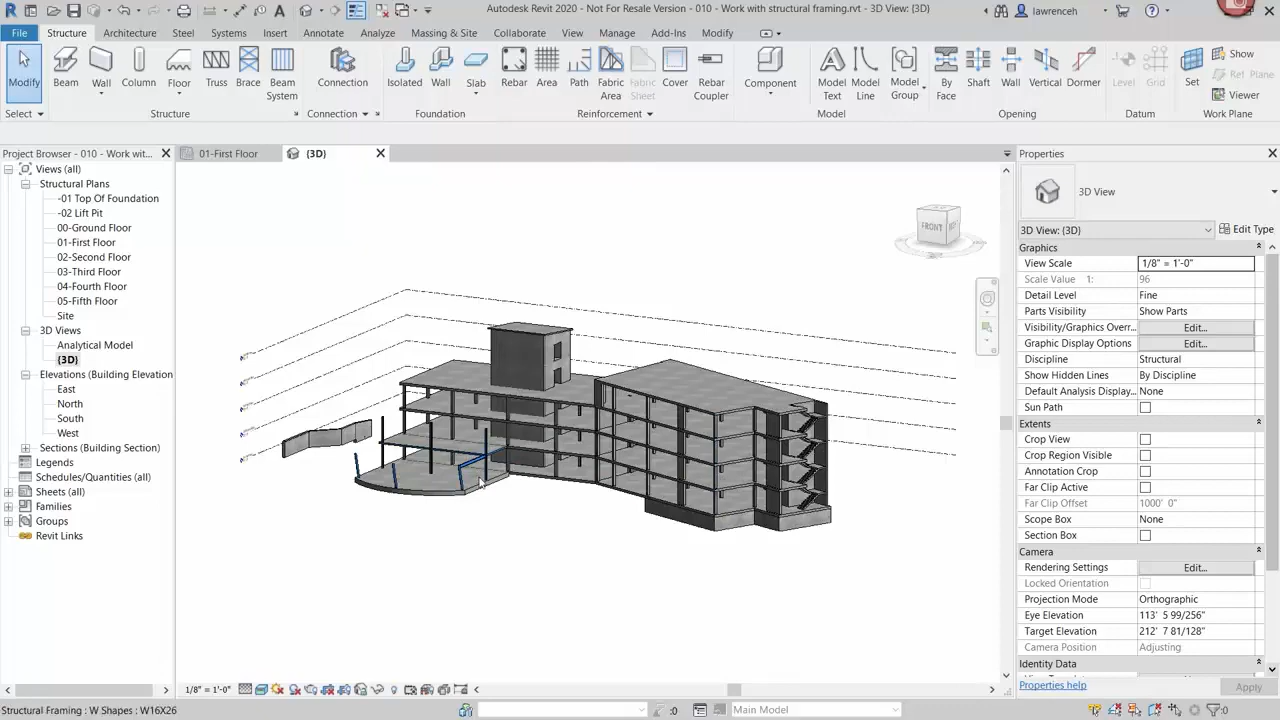 Autodesk Revit 2020 - Not For Resale Version - 010 - Work with structural framing.rvt - 3D View: {3D}
lawrenceh
File Structure Architecture Steel Systems Insert Annotate Analyze Massing & Site Collaborate View Manage Add-Ins Modify
Modify Beam Wall Column Floor Truss Brace Beam System Connection Isolated Wall Slab Rebar Area Path Fabric Area Fabric Sheet Cover Rebar Coupler Component Model Text Model Line Model Group By Face Shaft Wall Vertical Dormer Level Grid Set Show Ref Plane Viewer
Select Structure Connection Foundation Reinforcement Model Opening Datum Work Plane
Project Browser - 010 - Work wit...
01-First Floor
{3D}
Properties
Views (all)
Structural Plans
-01 Top Of Foundation
-02 Lift Pit
00-Ground Floor
01-First Floor
02-Second Floor
03-Third Floor
04-Fourth Floor
05-Fifth Floor
Site
3D Views
Analytical Model
{3D}
Elevations (Building Elevation
East
North
South
West
Sections (Building Section)
Legends
Schedules/Quantities (all)
Sheets (all)
Families
Groups
Revit Links
FRONT
3D View
3D View: {3D} Edit Type
Graphics
View Scale 1/8" = 1'-0"
Scale Value 1: 96
Detail Level Fine
Parts Visibility Show Parts
Visibility/Graphics Overr... Edit...
Graphic Display Options Edit...
Discipline Structural
Show Hidden Lines By Discipline
Default Analysis Display... None
Sun Path
Extents
Crop View
Crop Region Visible
Annotation Crop
Far Clip Active
Far Clip Offset 1000' 0"
Scope Box None
Section Box
Camera
Rendering Settings Edit...
Locked Orientation
Projection Mode Orthographic
Eye Elevation 113' 5 99/256"
Target Elevation 212' 7 81/128"
Camera Position Adjusting
Identity Data
Properties help Apply
1/8" = 1'-0"
Structural Framing : W Shapes : W16X26
:0
Main Model
:0